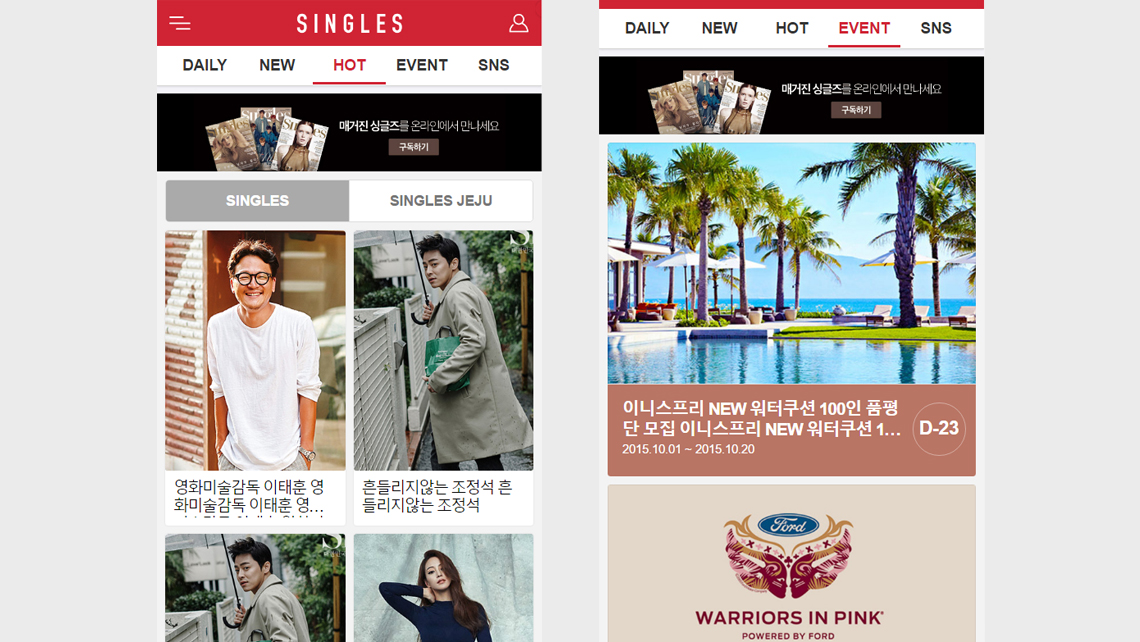 SINGLES
DAILY NEW HOT EVENT SNS
매거진 싱글즈를 온라인에서 만나세요
구독하기
SINGLES SINGLES JEJU
영화미술감독 이태훈 영
화미술감독 이태훈 영...
흔들리지않는 조정석 흔
들리지않는 조정석
DAILY NEW HOT EVENT SNS
Singles
매거진 싱글즈를 온라인에서 만나세요
구독하기
이니스프리 NEW 워터쿠션 100인 품평
단 모집 이니스프리 NEW 워터쿠션 1...
2015.10.01 ~ 2015.10.20
D-23
Ford
WARRIORS IN PINK®
POWERED BY FORD